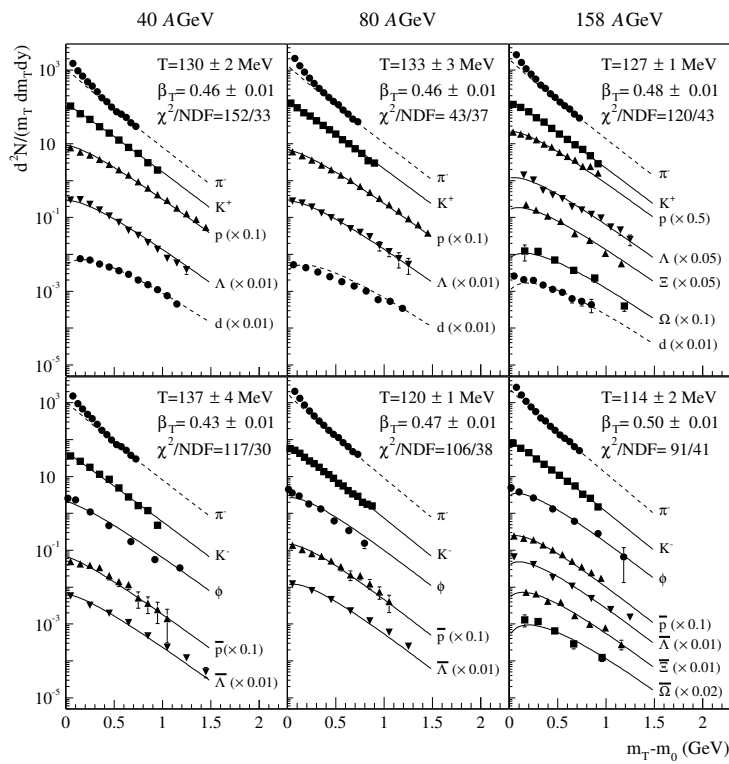 40 AGeV
80 AGeV
158 AGeV
d²N/(m_T dm_T dy)
10³
10
10⁻¹
10⁻³
10⁻⁵
T=130 ± 2 MeV
β_T= 0.46 ± 0.01
χ²/NDF=152/33
π⁻
K⁺
p (× 0.1)
Λ (× 0.01)
d (× 0.01)
T=133 ± 3 MeV
β_T= 0.46 ± 0.01
χ²/NDF= 43/37
π⁻
K⁺
p (× 0.1)
Λ (× 0.01)
d (× 0.01)
T=127 ± 1 MeV
β_T= 0.48 ± 0.01
χ²/NDF=120/43
π⁻
K⁺
p (× 0.5)
Λ (× 0.05)
Ξ (× 0.05)
Ω (× 0.1)
d (× 0.01)
10³
10
10⁻¹
10⁻³
10⁻⁵
T=137 ± 4 MeV
β_T= 0.43 ± 0.01
χ²/NDF=117/30
π⁻
K⁻
ϕ
p̅ (× 0.1)
Λ̅ (× 0.01)
T=120 ± 1 MeV
β_T= 0.47 ± 0.01
χ²/NDF=106/38
π⁻
K⁻
ϕ
p̅ (× 0.1)
Λ̅ (× 0.01)
T=114 ± 2 MeV
β_T= 0.50 ± 0.01
χ²/NDF= 91/41
π⁻
K⁻
ϕ
p̅ (× 0.1)
Λ̅ (× 0.01)
Ξ̅ (× 0.01)
Ω̅ (× 0.02)
0 0.5 1 1.5 2
0 0.5 1 1.5 2
0 0.5 1 1.5 2
m_T-m_0 (GeV)